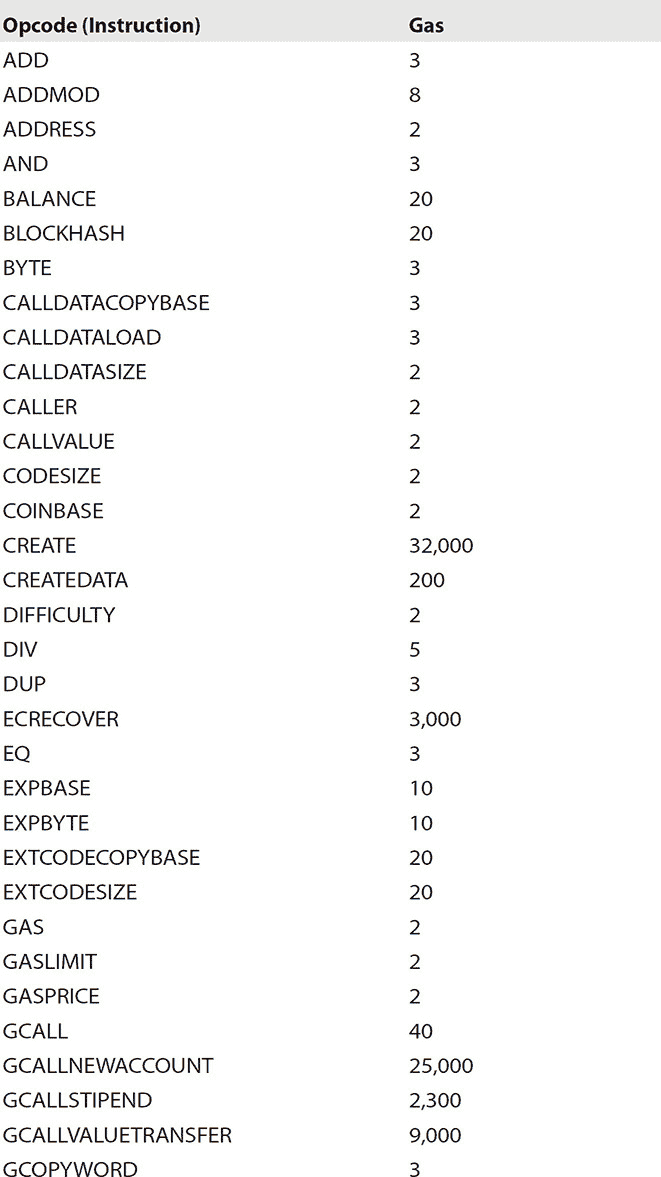 Opcode (Instruction) Gas
ADD 3
ADDMOD 8
ADDRESS 2
AND 3
BALANCE 20
BLOCKHASH 20
BYTE 3
CALLDATACOPYBASE 3
CALLDATALOAD 3
CALLDATASIZE 2
CALLER 2
CALLVALUE 2
CODESIZE 2
COINBASE 2
CREATE 32,000
CREATEDATA 200
DIFFICULTY 2
DIV 5
DUP 3
ECRECOVER 3,000
EQ 3
EXPBASE 10
EXPBYTE 10
EXTCODECOPYBASE 20
EXTCODESIZE 20
GAS 2
GASLIMIT 2
GASPRICE 2
GCALL 40
GCALLNEWACCOUNT 25,000
GCALLSTIPEND 2,300
GCALLVALUETRANSFER 9,000
GCOPYWORD 3